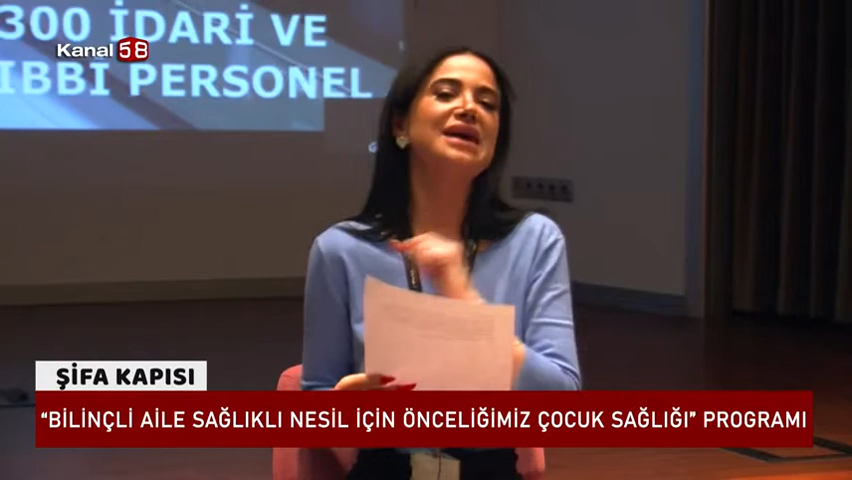 300 İDARİ VE
IBBİ PERSONEL
Kanal 58
ŞİFA KAPISI
“BİLİNÇLİ AİLE SAĞLIKLI NESİL İÇİN ÖNCELİĞİMİZ ÇOCUK SAĞLIĞI” PROGRAMI